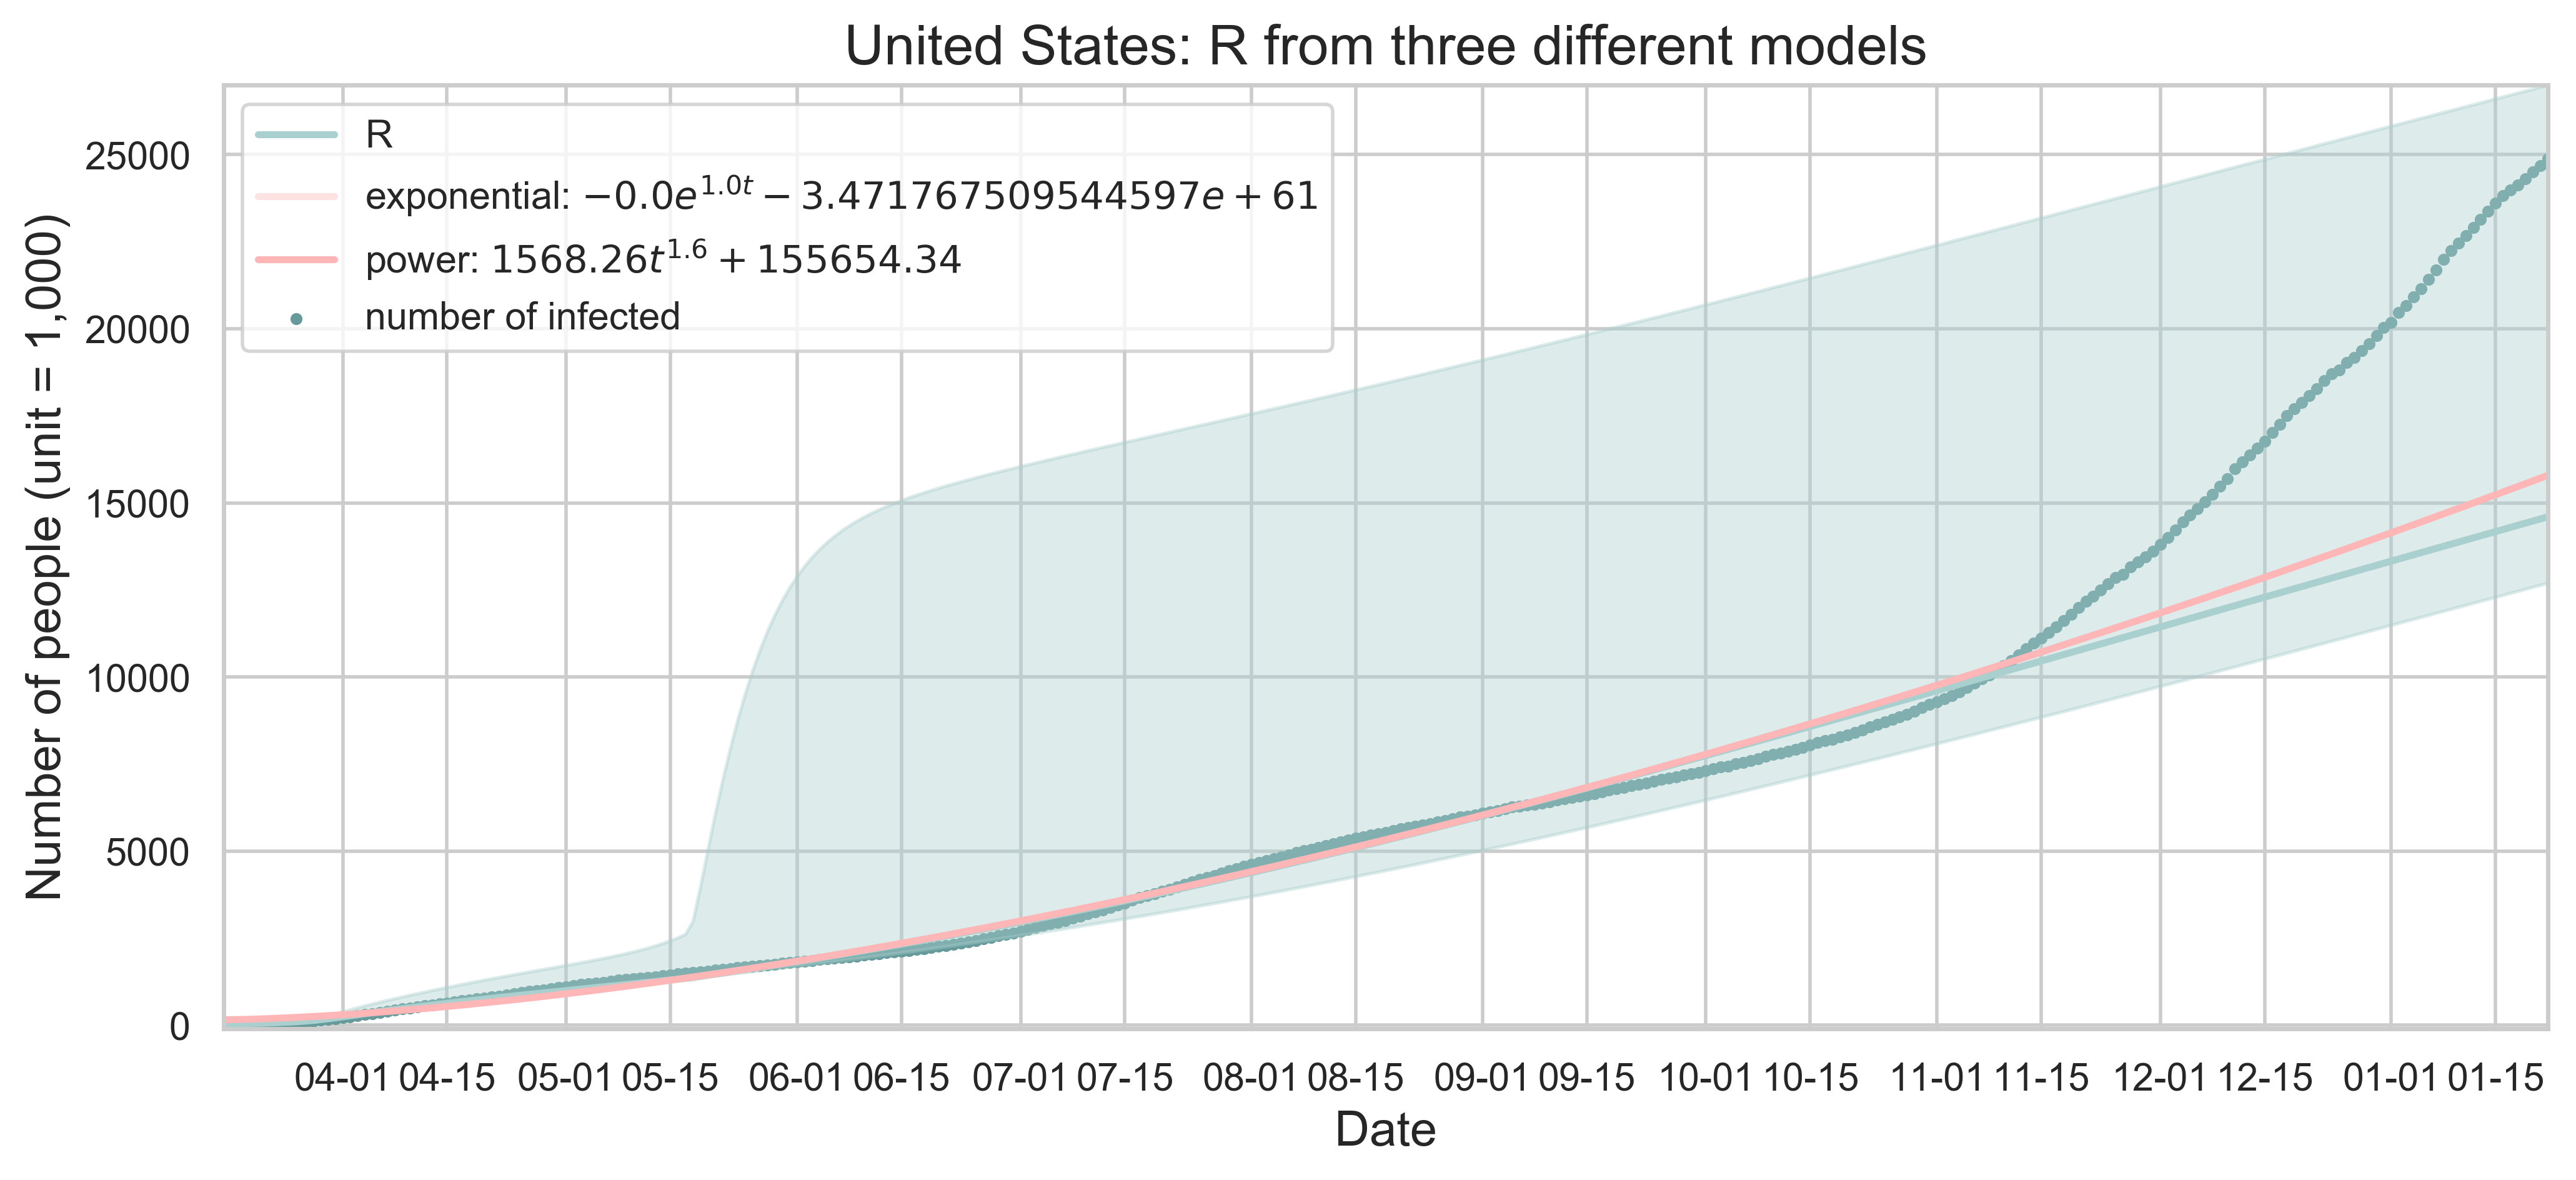 United States: R from three different models
R
exponential: −0.0e^1.0t − 3.4717675095445​97e + 61
power: 1568.26t^1.6 + 155654.34
number of infected
Number of people (unit = 1,000)
25000
20000
15000
10000
5000
0
04-01 04-15 05-01 05-15 06-01 06-15 07-01 07-15 08-01 08-15 09-01 09-15 10-01 10-15 11-01 11-15 12-01 12-15 01-01 01-15
Date